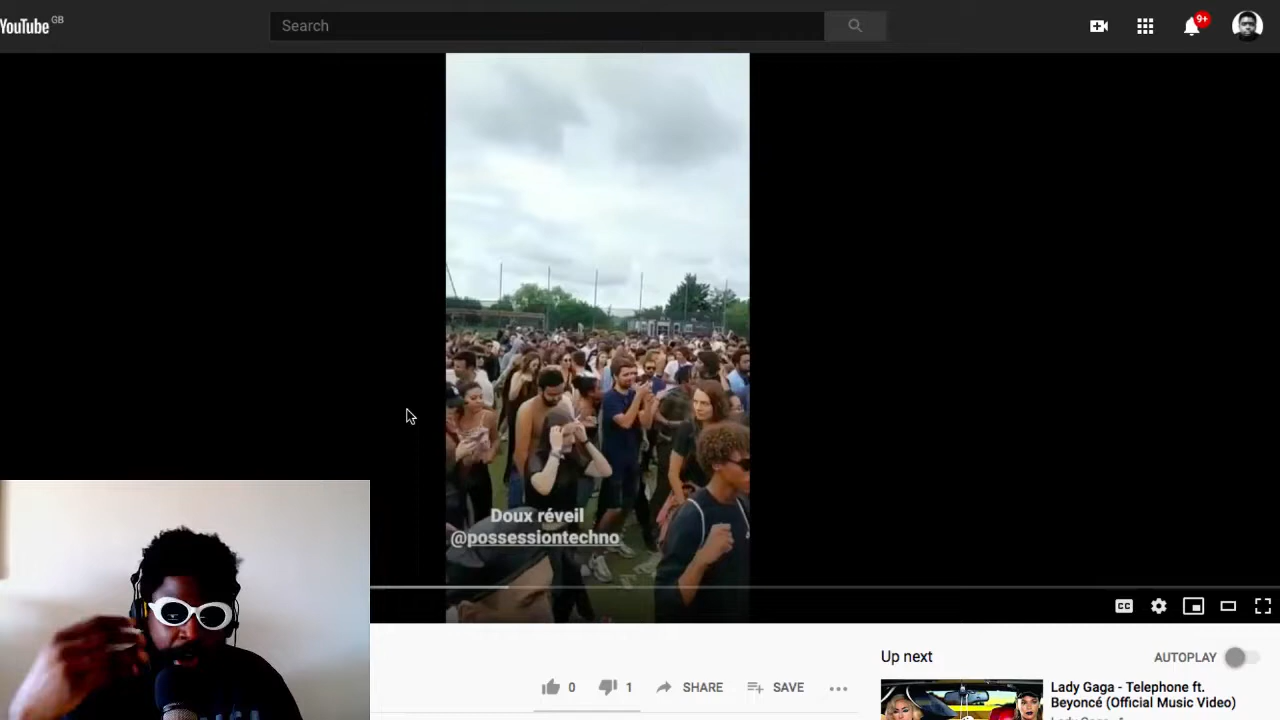 YouTube GB
Search
9+
Doux réveil
@possessiontechno
CC
0
1
SHARE
SAVE
Up next
AUTOPLAY
Lady Gaga - Telephone ft.
Beyoncé (Official Music Video)